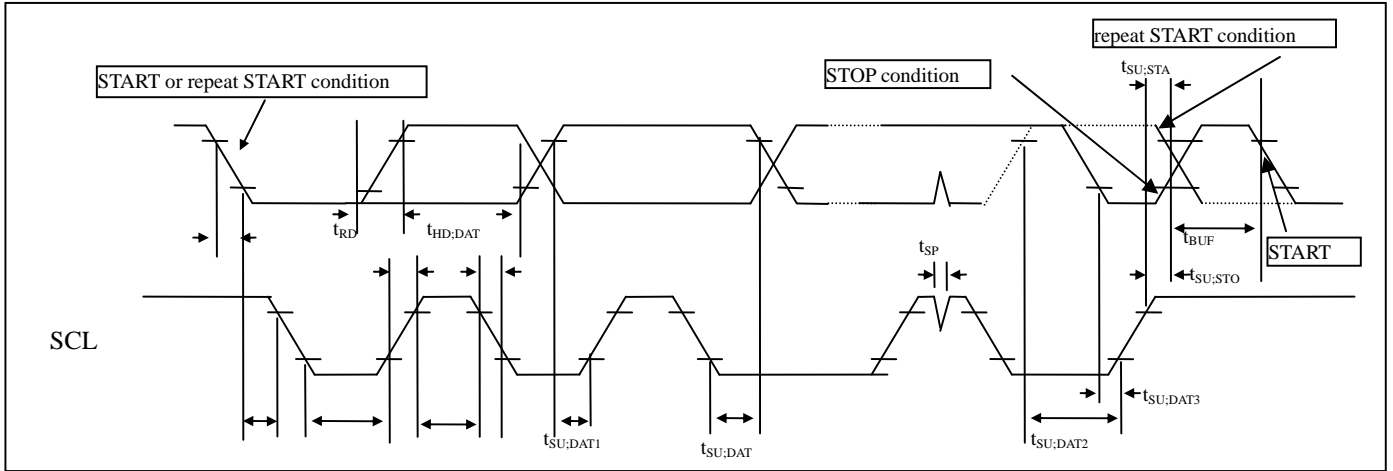 repeat START condition
START or repeat START condition
STOP condition
tSU;STA
tRD
tHD;DAT
tSP
tBUF
START
tSU;STO
SCL
tSU;DAT1
tSU;DAT
tSU;DAT2
tSU;DAT3